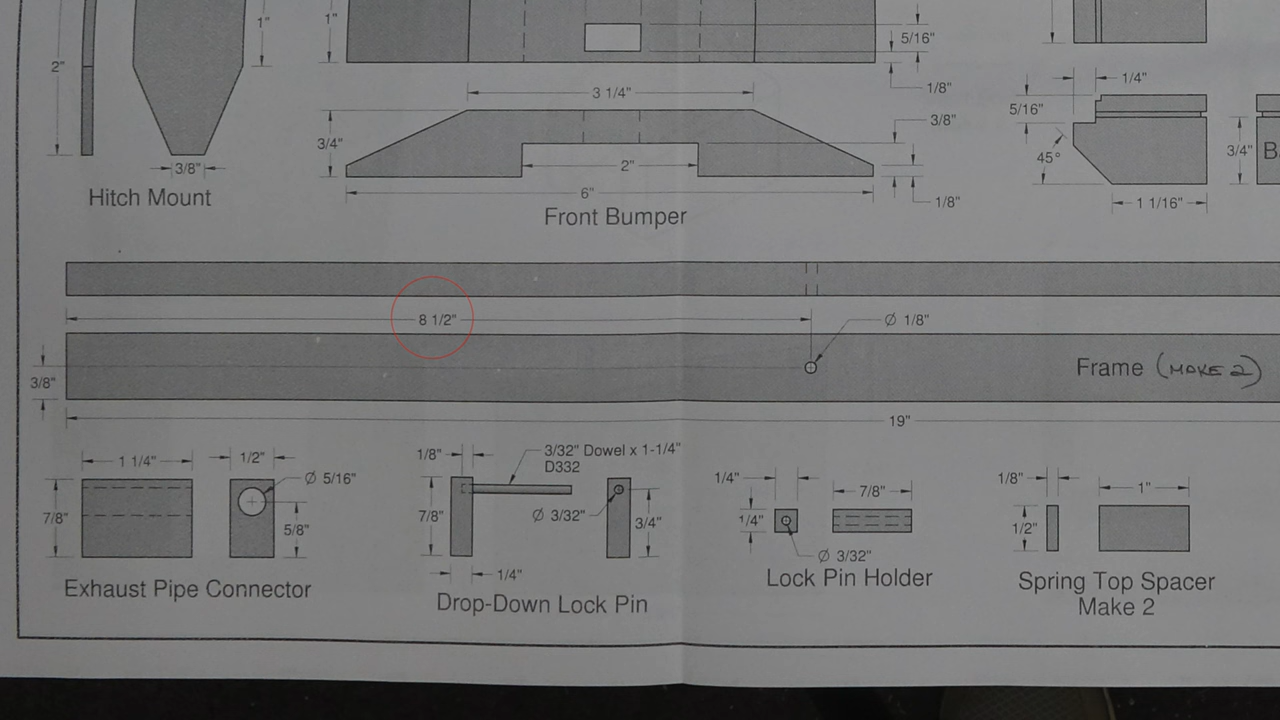 2"
1"
3/8"
Hitch Mount
1"
5/16"
1/8"
3 1/4"
3/4"
2"
3/8"
1/8"
6"
Front Bumper
1/4"
5/16"
45°
1 1/16"
3/4"
B
8 1/2"
Ø 1/8"
3/8"
Frame (MAKE 2)
19"
1 1/4"
7/8"
1/2"
Ø 5/16"
5/8"
Exhaust Pipe Connector
1/8"
3/32" Dowel x 1-1/4"
D332
7/8"
Ø 3/32"
3/4"
1/4"
Drop-Down Lock Pin
1/4"
7/8"
1/4"
Ø 3/32"
Lock Pin Holder
1/8"
1"
1/2"
Spring Top Spacer
Make 2